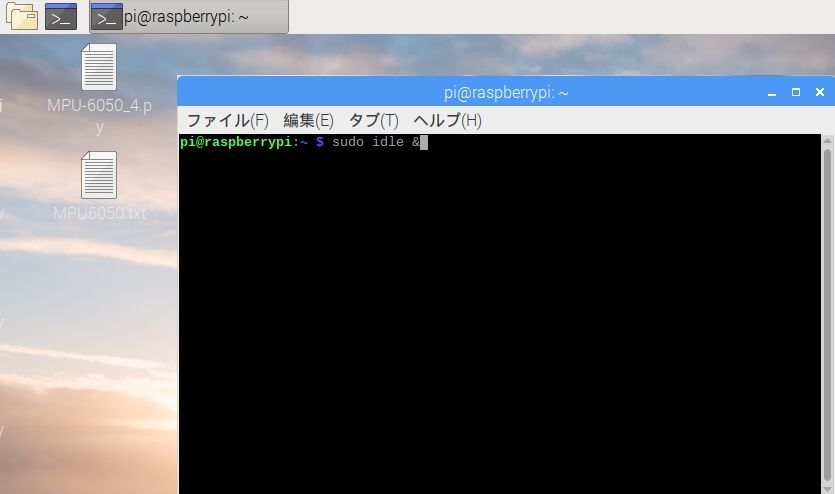 pi@raspberrypi: ~
MPU-6050_4.p
y
MPU6050.txt
pi@raspberrypi: ~
ファイル(F) 編集(E) タブ(T) ヘルプ(H)
pi@raspberrypi:~ $ sudo idle &